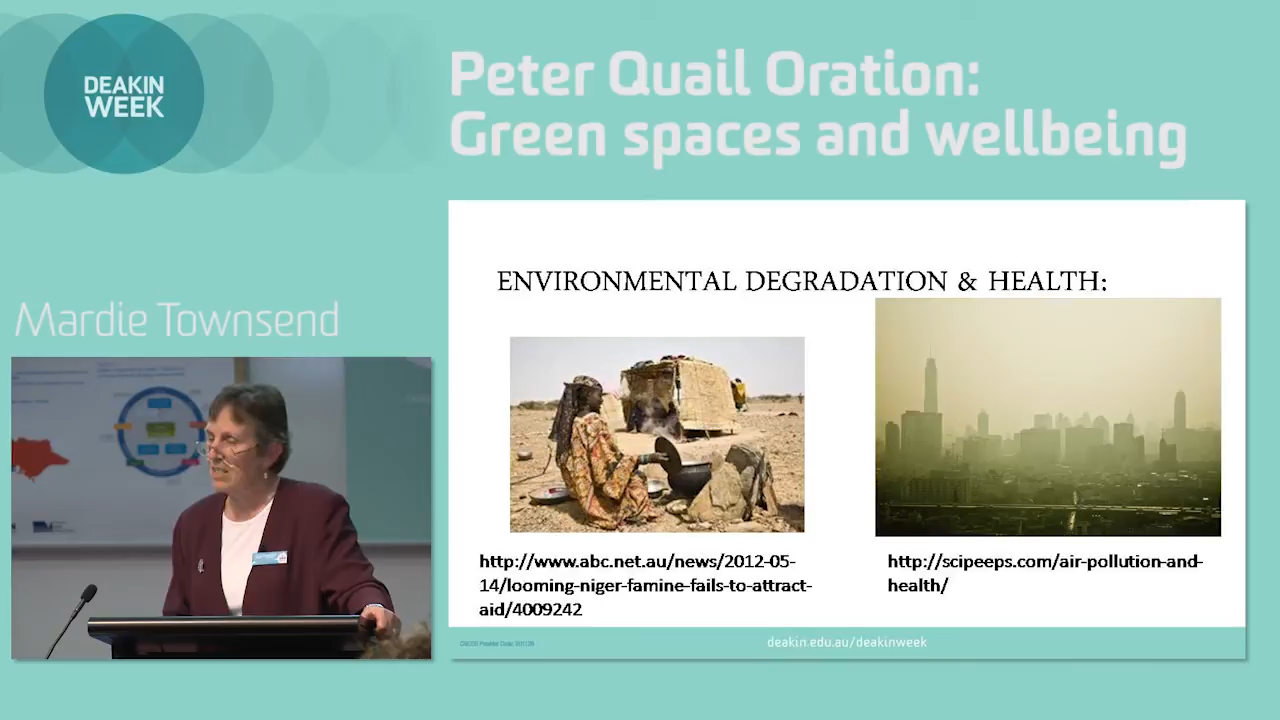 DEAKIN
WEEK
Peter Quail Oration:
Green spaces and wellbeing
Mardie Townsend
ENVIRONMENTAL DEGRADATION & HEALTH:
http://www.abc.net.au/news/2012-05-
14/looming-niger-famine-fails-to-attract-
aid/4009242
http://scipeeps.com/air-pollution-and-
health/
deakin.edu.au/deakinweek